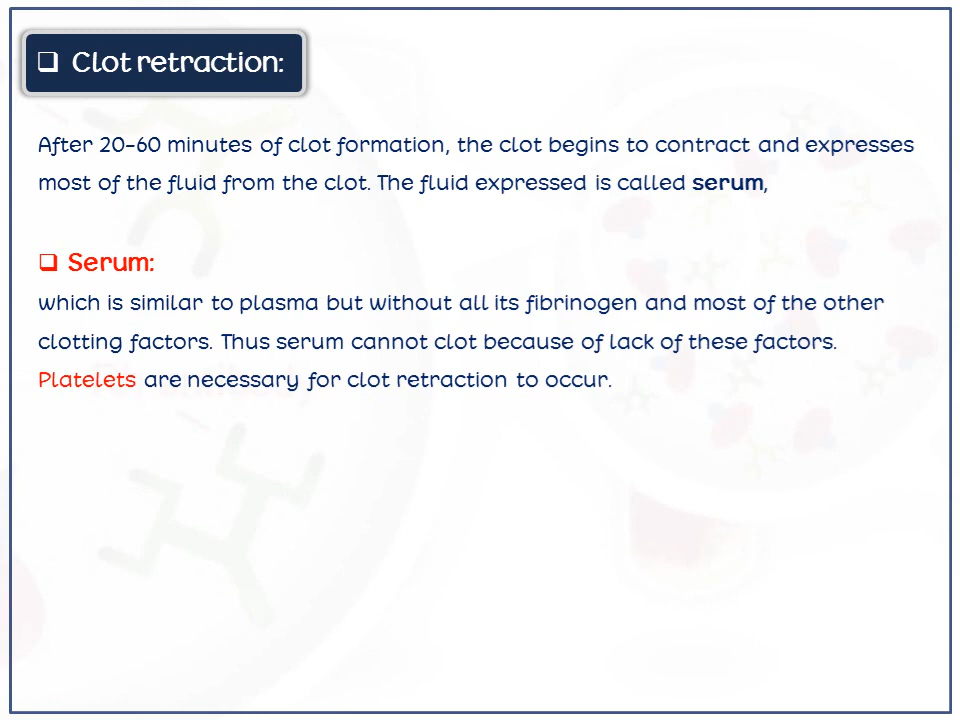 ❑ Clot retraction:
After 20-60 minutes of clot formation, the clot begins to contract and expresses
most of the fluid from the clot. The fluid expressed is called serum,
❑ Serum:
which is similar to plasma but without all its fibrinogen and most of the other
clotting factors. Thus serum cannot clot because of lack of these factors.
Platelets are necessary for clot retraction to occur.